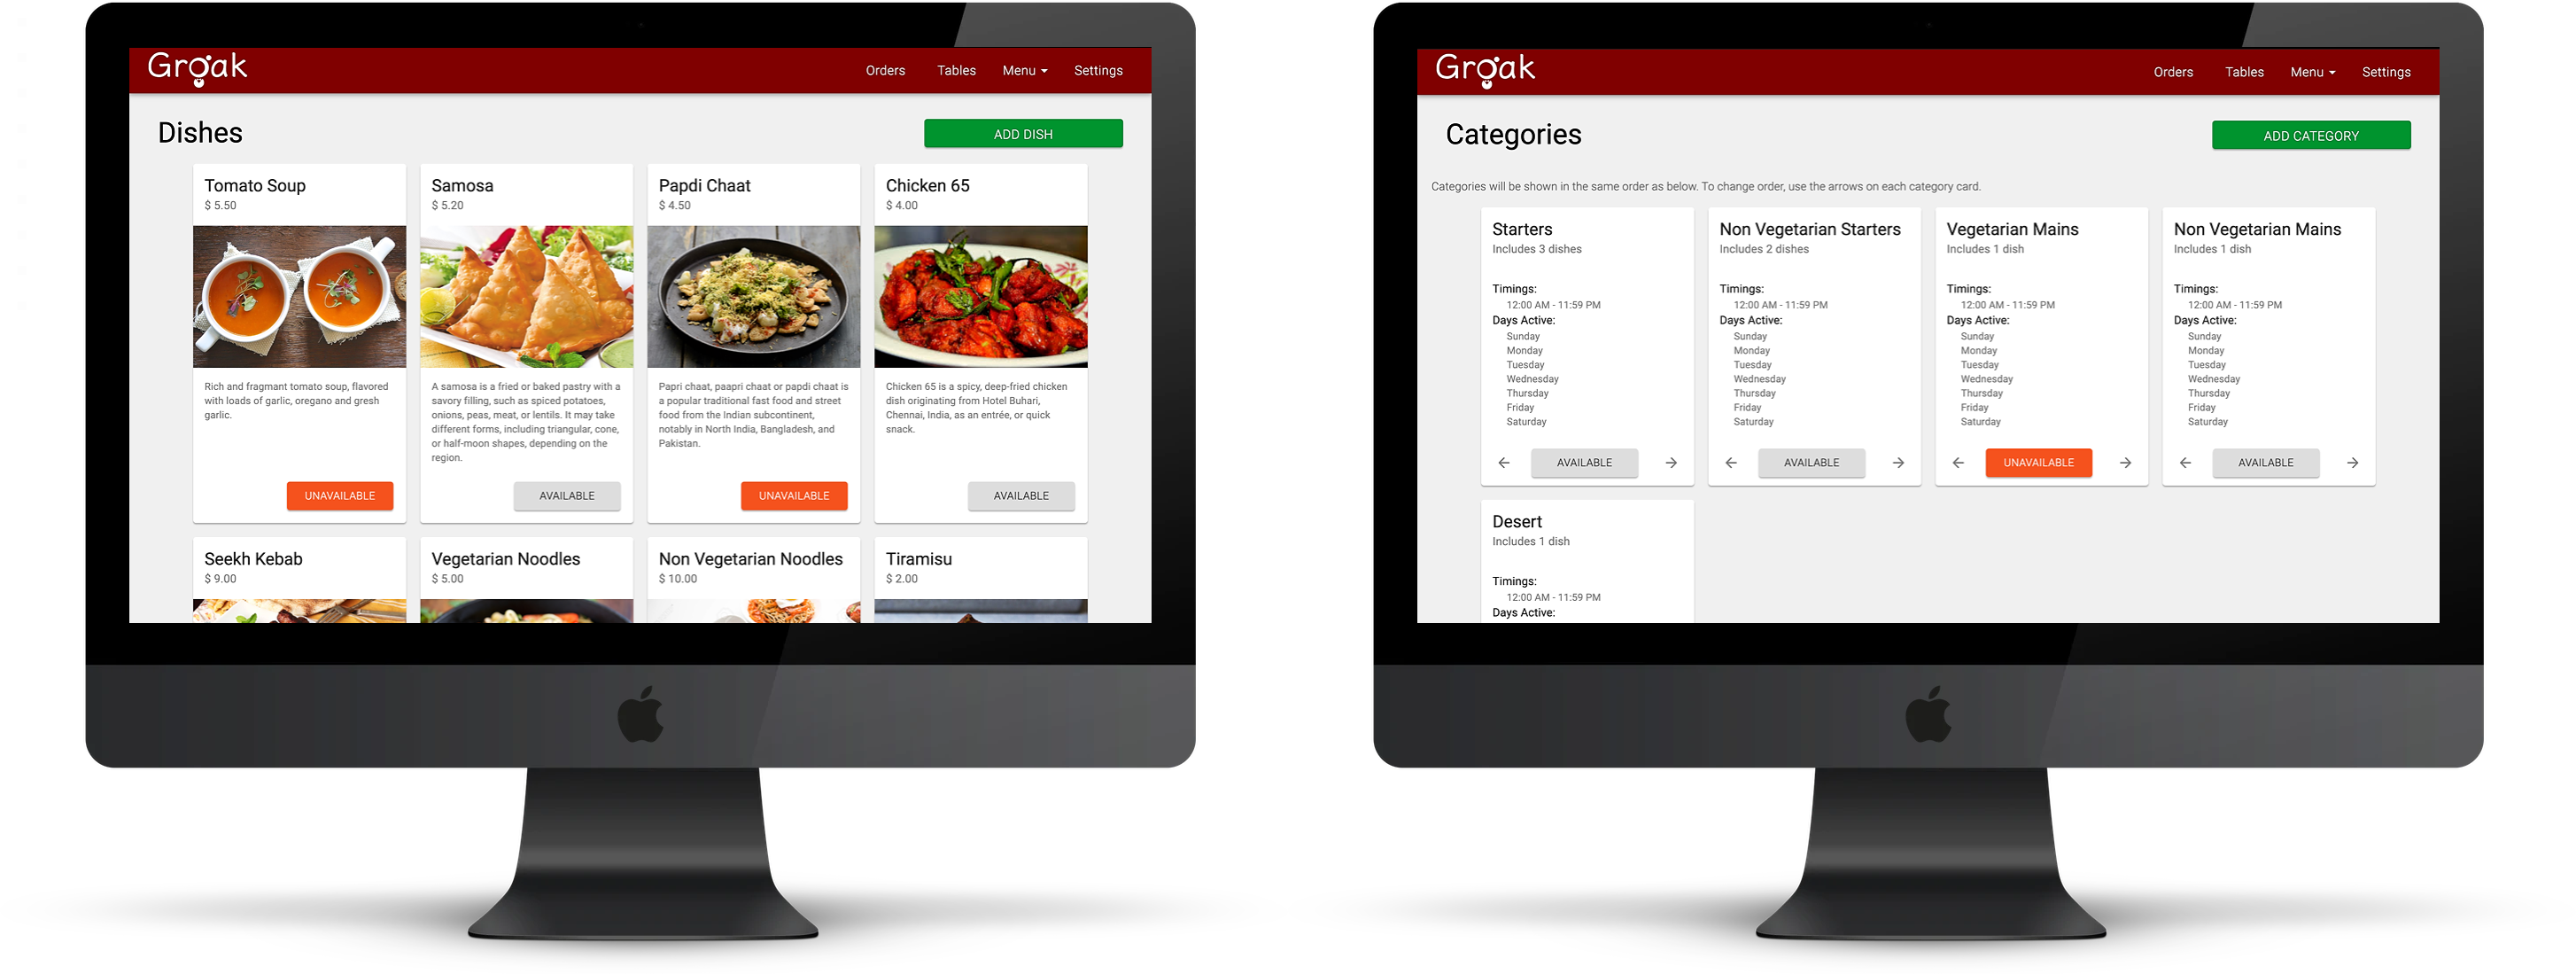 Groak
Orders Tables Menu Settings
Dishes
ADD DISH
Tomato Soup
$ 5.50
Rich and fragmant tomato soup, flavored
with loads of garlic, oregano and gresh
garlic.
UNAVAILABLE
Samosa
$ 5.20
A samosa is a fried or baked pastry with a
savory filling, such as spiced potatoes,
onions, peas, meat, or lentils. It may take
different forms, including triangular, cone,
or half-moon shapes, depending on the
region.
AVAILABLE
Papdi Chaat
$ 4.50
Papri chaat, paapri chaat or papdi chaat is
a popular traditional fast food and street
food from the Indian subcontinent,
notably in North India, Bangladesh, and
Pakistan.
UNAVAILABLE
Chicken 65
$ 4.00
Chicken 65 is a spicy, deep-fried chicken
dish originating from Hotel Buhari,
Chennai, India, as an entrée, or quick
snack.
AVAILABLE
Seekh Kebab
$ 9.00
Vegetarian Noodles
$ 5.00
Non Vegetarian Noodles
$ 10.00
Tiramisu
$ 2.00
Groak
Orders Tables Menu Settings
Categories
ADD CATEGORY
Categories will be shown in the same order as below. To change order, use the arrows on each category card.
Starters
Includes 3 dishes
Timings:
12:00 AM - 11:59 PM
Days Active:
Sunday
Monday
Tuesday
Wednesday
Thursday
Friday
Saturday
AVAILABLE
Non Vegetarian Starters
Includes 2 dishes
Timings:
12:00 AM - 11:59 PM
Days Active:
Sunday
Monday
Tuesday
Wednesday
Thursday
Friday
Saturday
AVAILABLE
Vegetarian Mains
Includes 1 dish
Timings:
12:00 AM - 11:59 PM
Days Active:
Sunday
Monday
Tuesday
Wednesday
Thursday
Friday
Saturday
UNAVAILABLE
Non Vegetarian Mains
Includes 1 dish
Timings:
12:00 AM - 11:59 PM
Days Active:
Sunday
Monday
Tuesday
Wednesday
Thursday
Friday
Saturday
AVAILABLE
Desert
Includes 1 dish
Timings:
12:00 AM - 11:59 PM
Days Active: